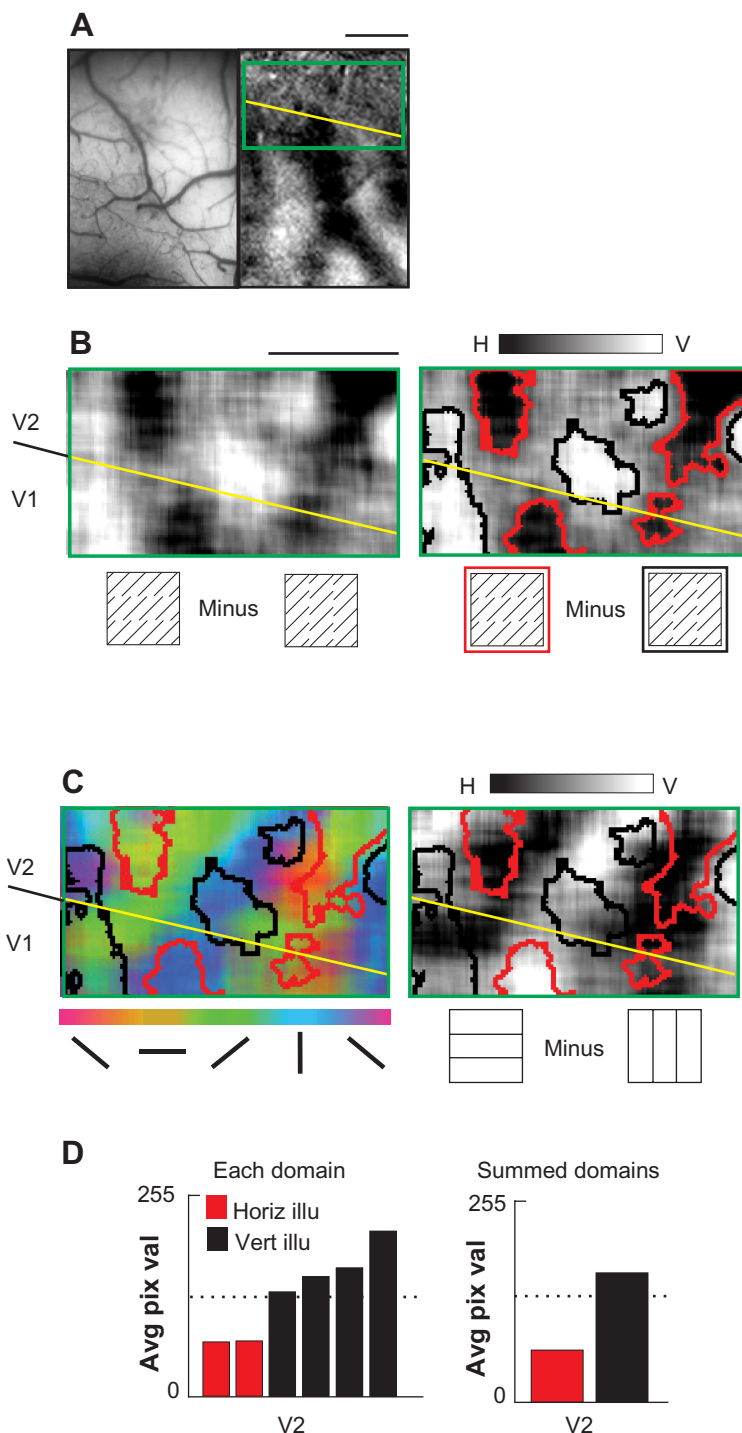 A
B
H V
V2
V1
Minus
Minus
C
H V
V2
V1
Minus
D
Each domain
Summed domains
255
Horiz illu
Vert illu
Avg pix val
0
V2
255
Avg pix val
0
V2